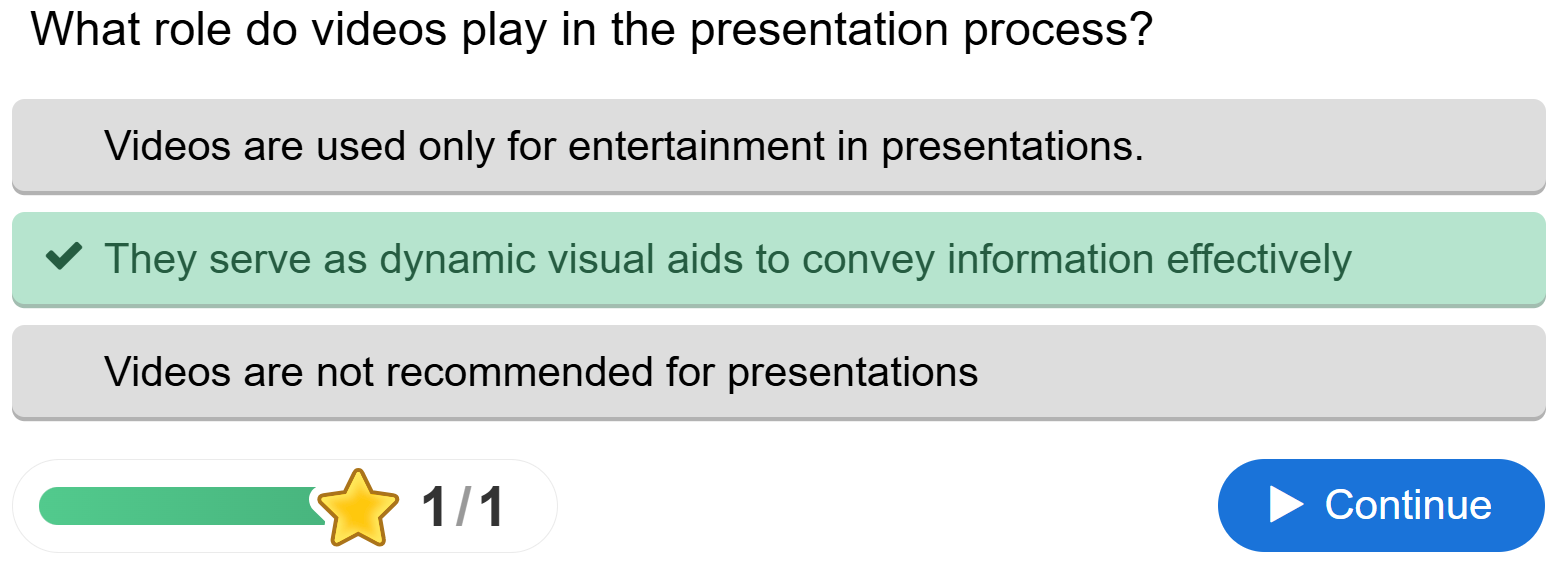 What role do videos play in the presentation process?
Videos are used only for entertainment in presentations.
They serve as dynamic visual aids to convey information effectively
Videos are not recommended for presentations
1/1
Continue